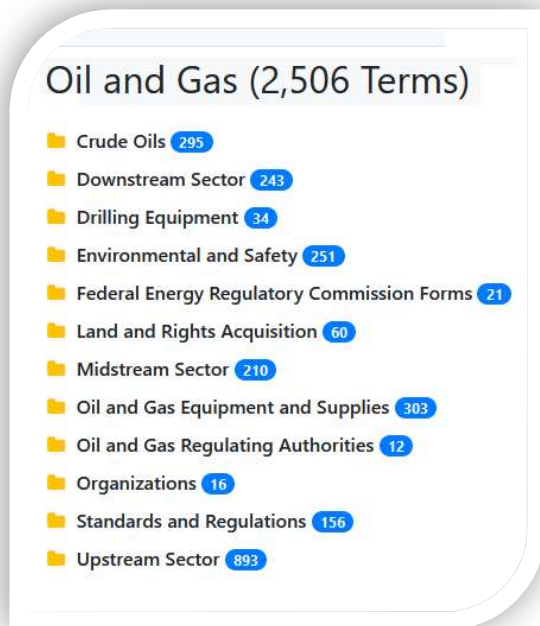 Oil and Gas (2,506 Terms)
Crude Oils 295
Downstream Sector 243
Drilling Equipment 34
Environmental and Safety 251
Federal Energy Regulatory Commission Forms 21
Land and Rights Acquisition 60
Midstream Sector 210
Oil and Gas Equipment and Supplies 303
Oil and Gas Regulating Authorities 12
Organizations 16
Standards and Regulations 156
Upstream Sector 893